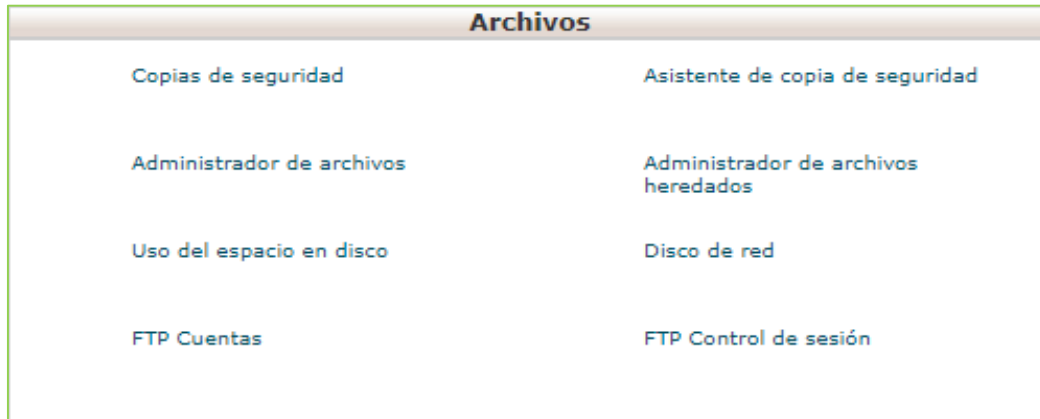 Archivos
Copias de seguridad
Asistente de copia de seguridad
Administrador de archivos
Administrador de archivos
heredados
Uso del espacio en disco
Disco de red
FTP Cuentas
FTP Control de sesión